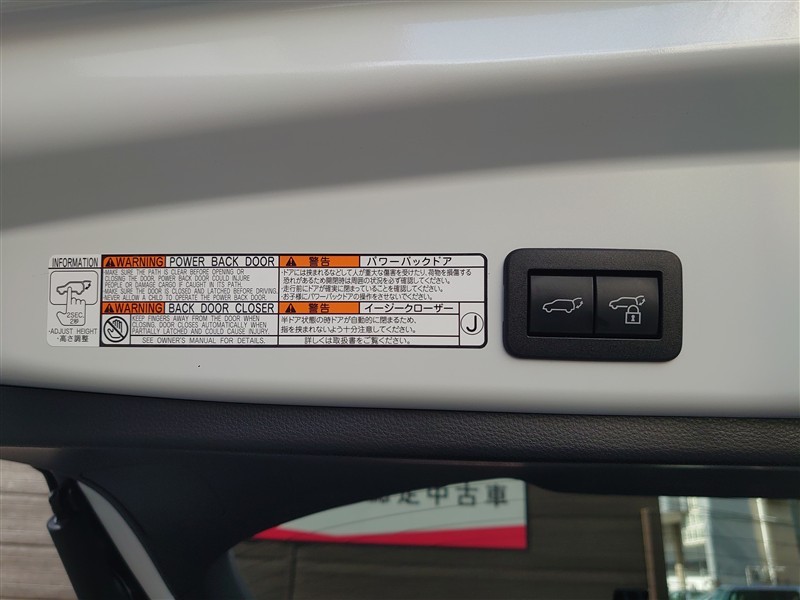 INFORMATION
2SEC.
2秒
・ADJUST HEIGHT
・高さ調整
WARNING POWER BACK DOOR
・MAKE SURE THE PATH IS CLEAR BEFORE OPENING OR
CLOSING THE DOOR. POWER BACK DOOR COULD INJURE
PEOPLE OR DAMAGE CARGO IF CAUGHT IN ITS PATH.
・MAKE SURE THE DOOR IS CLOSED AND LATCHED BEFORE DRIVING.
・NEVER ALLOW A CHILD TO OPERATE THE POWER BACK DOOR.
警告 パワーバックドア
・ドアには挟まれるなどして人が重大な傷害を受けたり、荷物を損傷する
恐れがあるため開閉時は周囲の状況を必ず確認してください。
・走行前にドアが確実に閉まっていることを確認してください。
・お子様にパワーバックドアの操作をさせないでください。
WARNING BACK DOOR CLOSER
KEEP FINGERS AWAY FROM THE DOOR WHEN
CLOSING. DOOR CLOSES AUTOMATICALLY WHEN
PARTIALLY LATCHED AND COULD CAUSE INJURY.
SEE OWNER'S MANUAL FOR DETAILS.
警告 イージークローザー
半ドア状態の時ドアが自動的に閉まるため、
指を挟まれないよう十分注意してください。
詳しくは取扱書をご覧ください。
J
定中古車